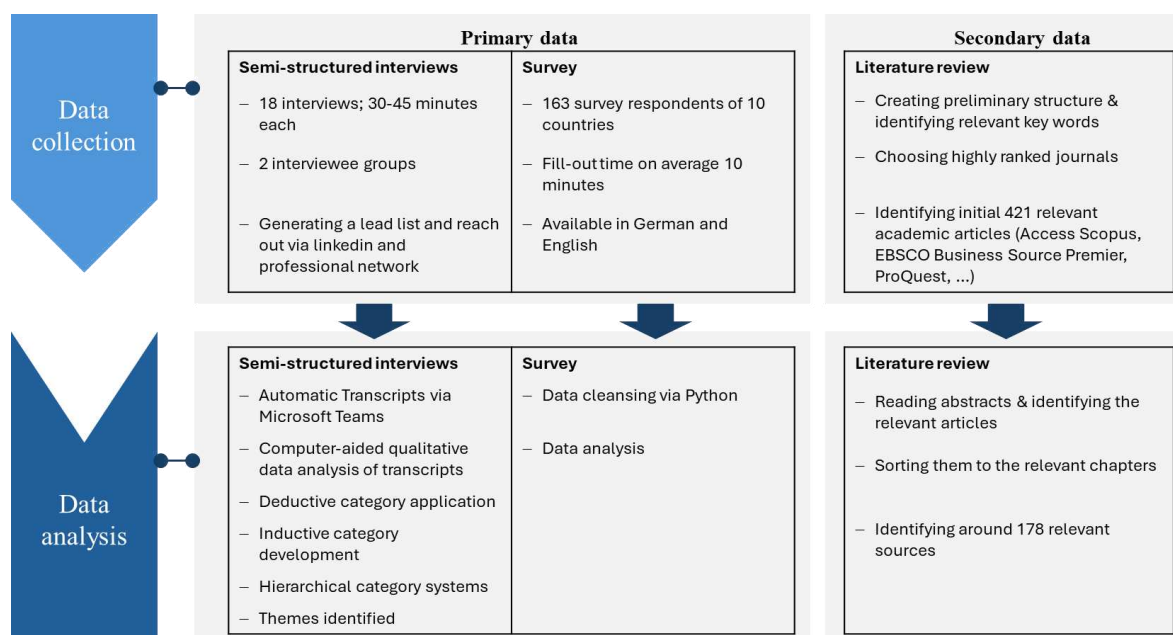 Data
collection
Primary data
Semi-structured interviews
– 18 interviews; 30-45 minutes
each
– 2 interviewee groups
– Generating a lead list and reach
out via linkedin and
professional network
Survey
– 163 survey respondents of 10
countries
– Fill-out time on average 10
minutes
– Available in German and
English
Secondary data
Literature review
– Creating preliminary structure &
identifying relevant key words
– Choosing highly ranked journals
– Identifying initial 421 relevant
academic articles (Access Scopus,
EBSCO Business Source Premier,
ProQuest, ...)
Data
analysis
Semi-structured interviews
– Automatic Transcripts via
Microsoft Teams
– Computer-aided qualitative
data analysis of transcripts
– Deductive category application
– Inductive category
development
– Hierarchical category systems
– Themes identified
Survey
– Data cleansing via Python
– Data analysis
Literature review
– Reading abstracts & identifying the
relevant articles
– Sorting them to the relevant chapters
– Identifying around 178 relevant
sources